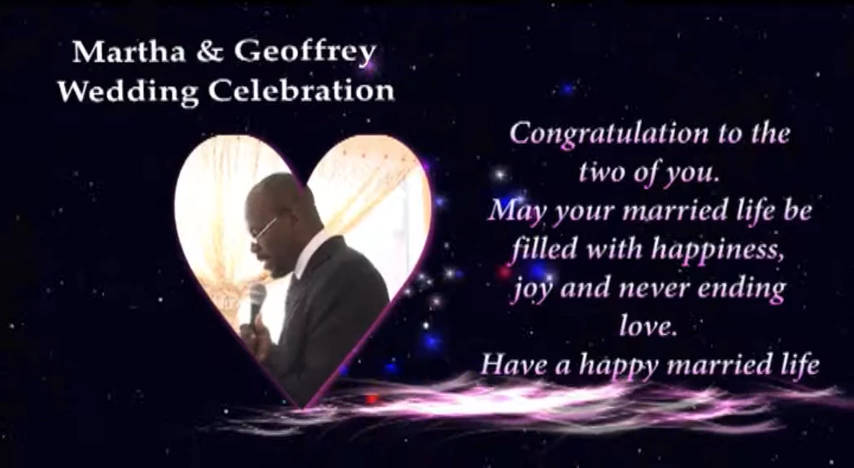 Martha & Geoffrey
Wedding Celebration
Congratulation to the
two of you.
May your married life be
filled with happiness,
joy and never ending
love.
Have a happy married life